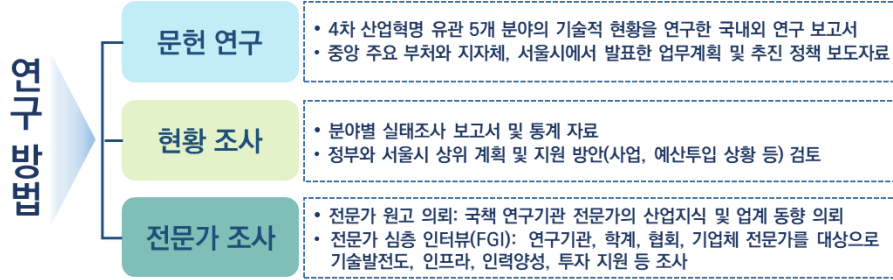 연구 방법
문헌 연구
• 4차 산업혁명 유관 5개 분야의 기술적 현황을 연구한 국내외 연구 보고서
• 중앙 주요 부처와 지자체, 서울시에서 발표한 업무계획 및 추진 정책 보도자료
현황 조사
• 분야별 실태조사 보고서 및 통계 자료
• 정부와 서울시 상위 계획 및 지원 방안(사업, 예산투입 상황 등) 검토
전문가 조사
• 전문가 원고 의뢰: 국책 연구기관 전문가의 산업지식 및 업계 동향 의뢰
• 전문가 심층 인터뷰(FGI): 연구기관, 학계, 협회, 기업체 전문가를 대상으로
기술발전도, 인프라, 인력양성, 투자 지원 등 조사